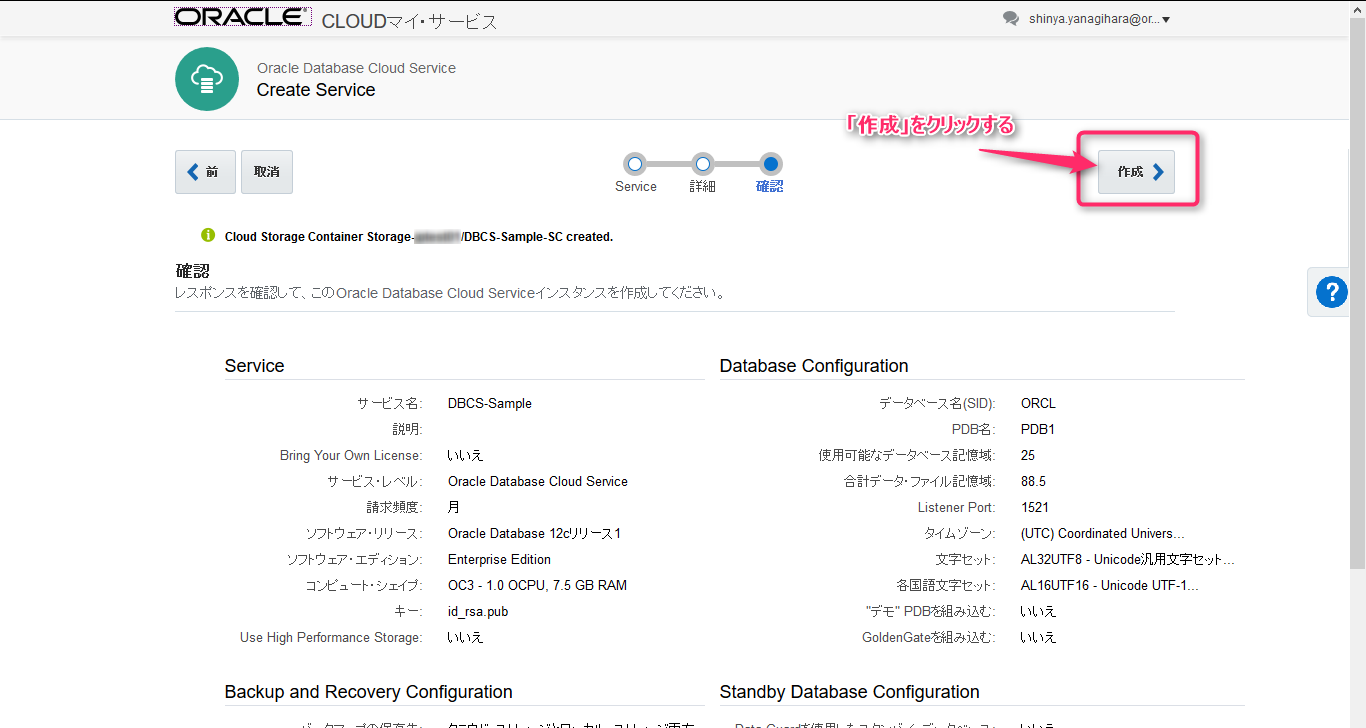 ORACLE® CLOUDマイ・サービス
shinya.yanagihara@or...
Oracle Database Cloud Service
Create Service
「作成」をクリックする
前
取消
Service
詳細
確認
作成
Cloud Storage Container Storage- /DBCS-Sample-SC created.
確認
レスポンスを確認して、このOracle Database Cloud Serviceインスタンスを作成してください。
?
Service
サービス名: DBCS-Sample
説明:
Bring Your Own License: いいえ
サービス・レベル: Oracle Database Cloud Service
請求頻度: 月
ソフトウェア・リリース: Oracle Database 12cリリース1
ソフトウェア・エディション: Enterprise Edition
コンピュート・シェイプ: OC3 - 1.0 OCPU, 7.5 GB RAM
キー: id_rsa.pub
Use High Performance Storage: いいえ
Database Configuration
データベース名(SID): ORCL
PDB名: PDB1
使用可能なデータベース記憶域: 25
合計データ・ファイル記憶域: 88.5
Listener Port: 1521
タイムゾーン: (UTC) Coordinated Univers...
文字セット: AL32UTF8 - Unicode汎用文字セット...
各国語文字セット: AL16UTF16 - Unicode UTF-1...
"デモ" PDBを組み込む: いいえ
GoldenGateを組み込む: いいえ
Backup and Recovery Configuration
Standby Database Configuration